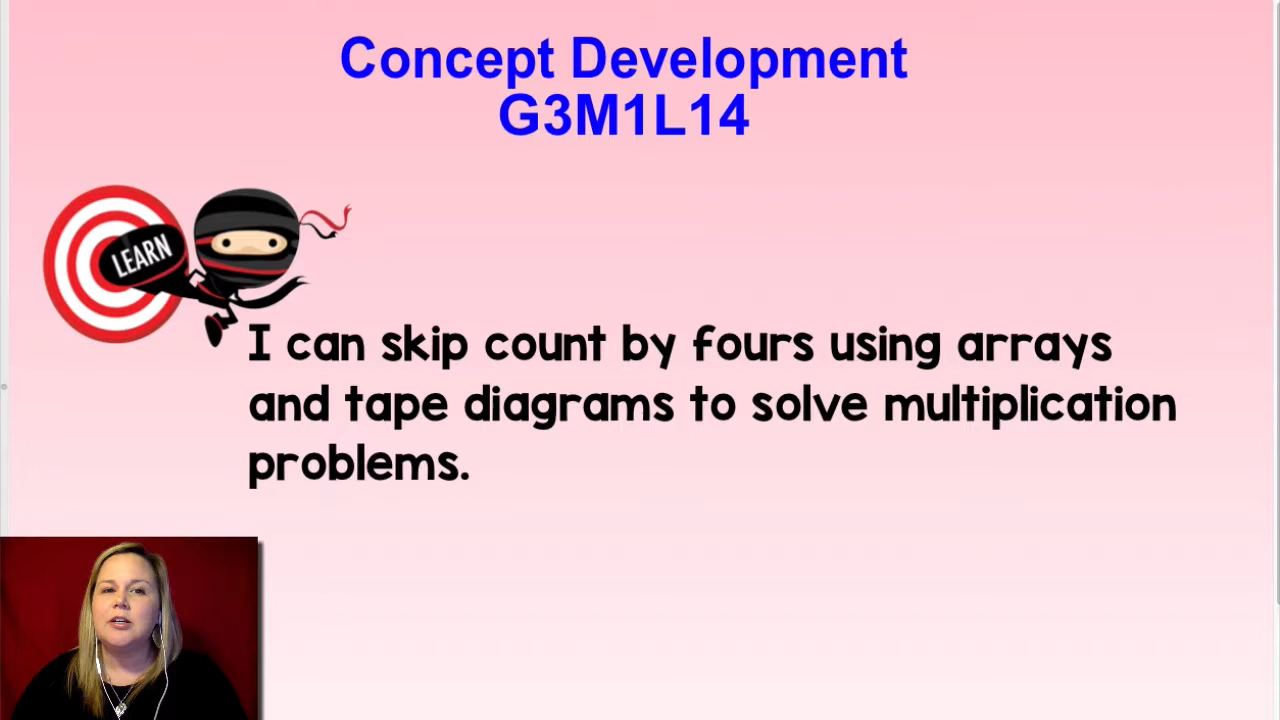 Concept Development
G3M1L14
LEARN
I can skip count by fours using arrays
and tape diagrams to solve multiplication
problems.